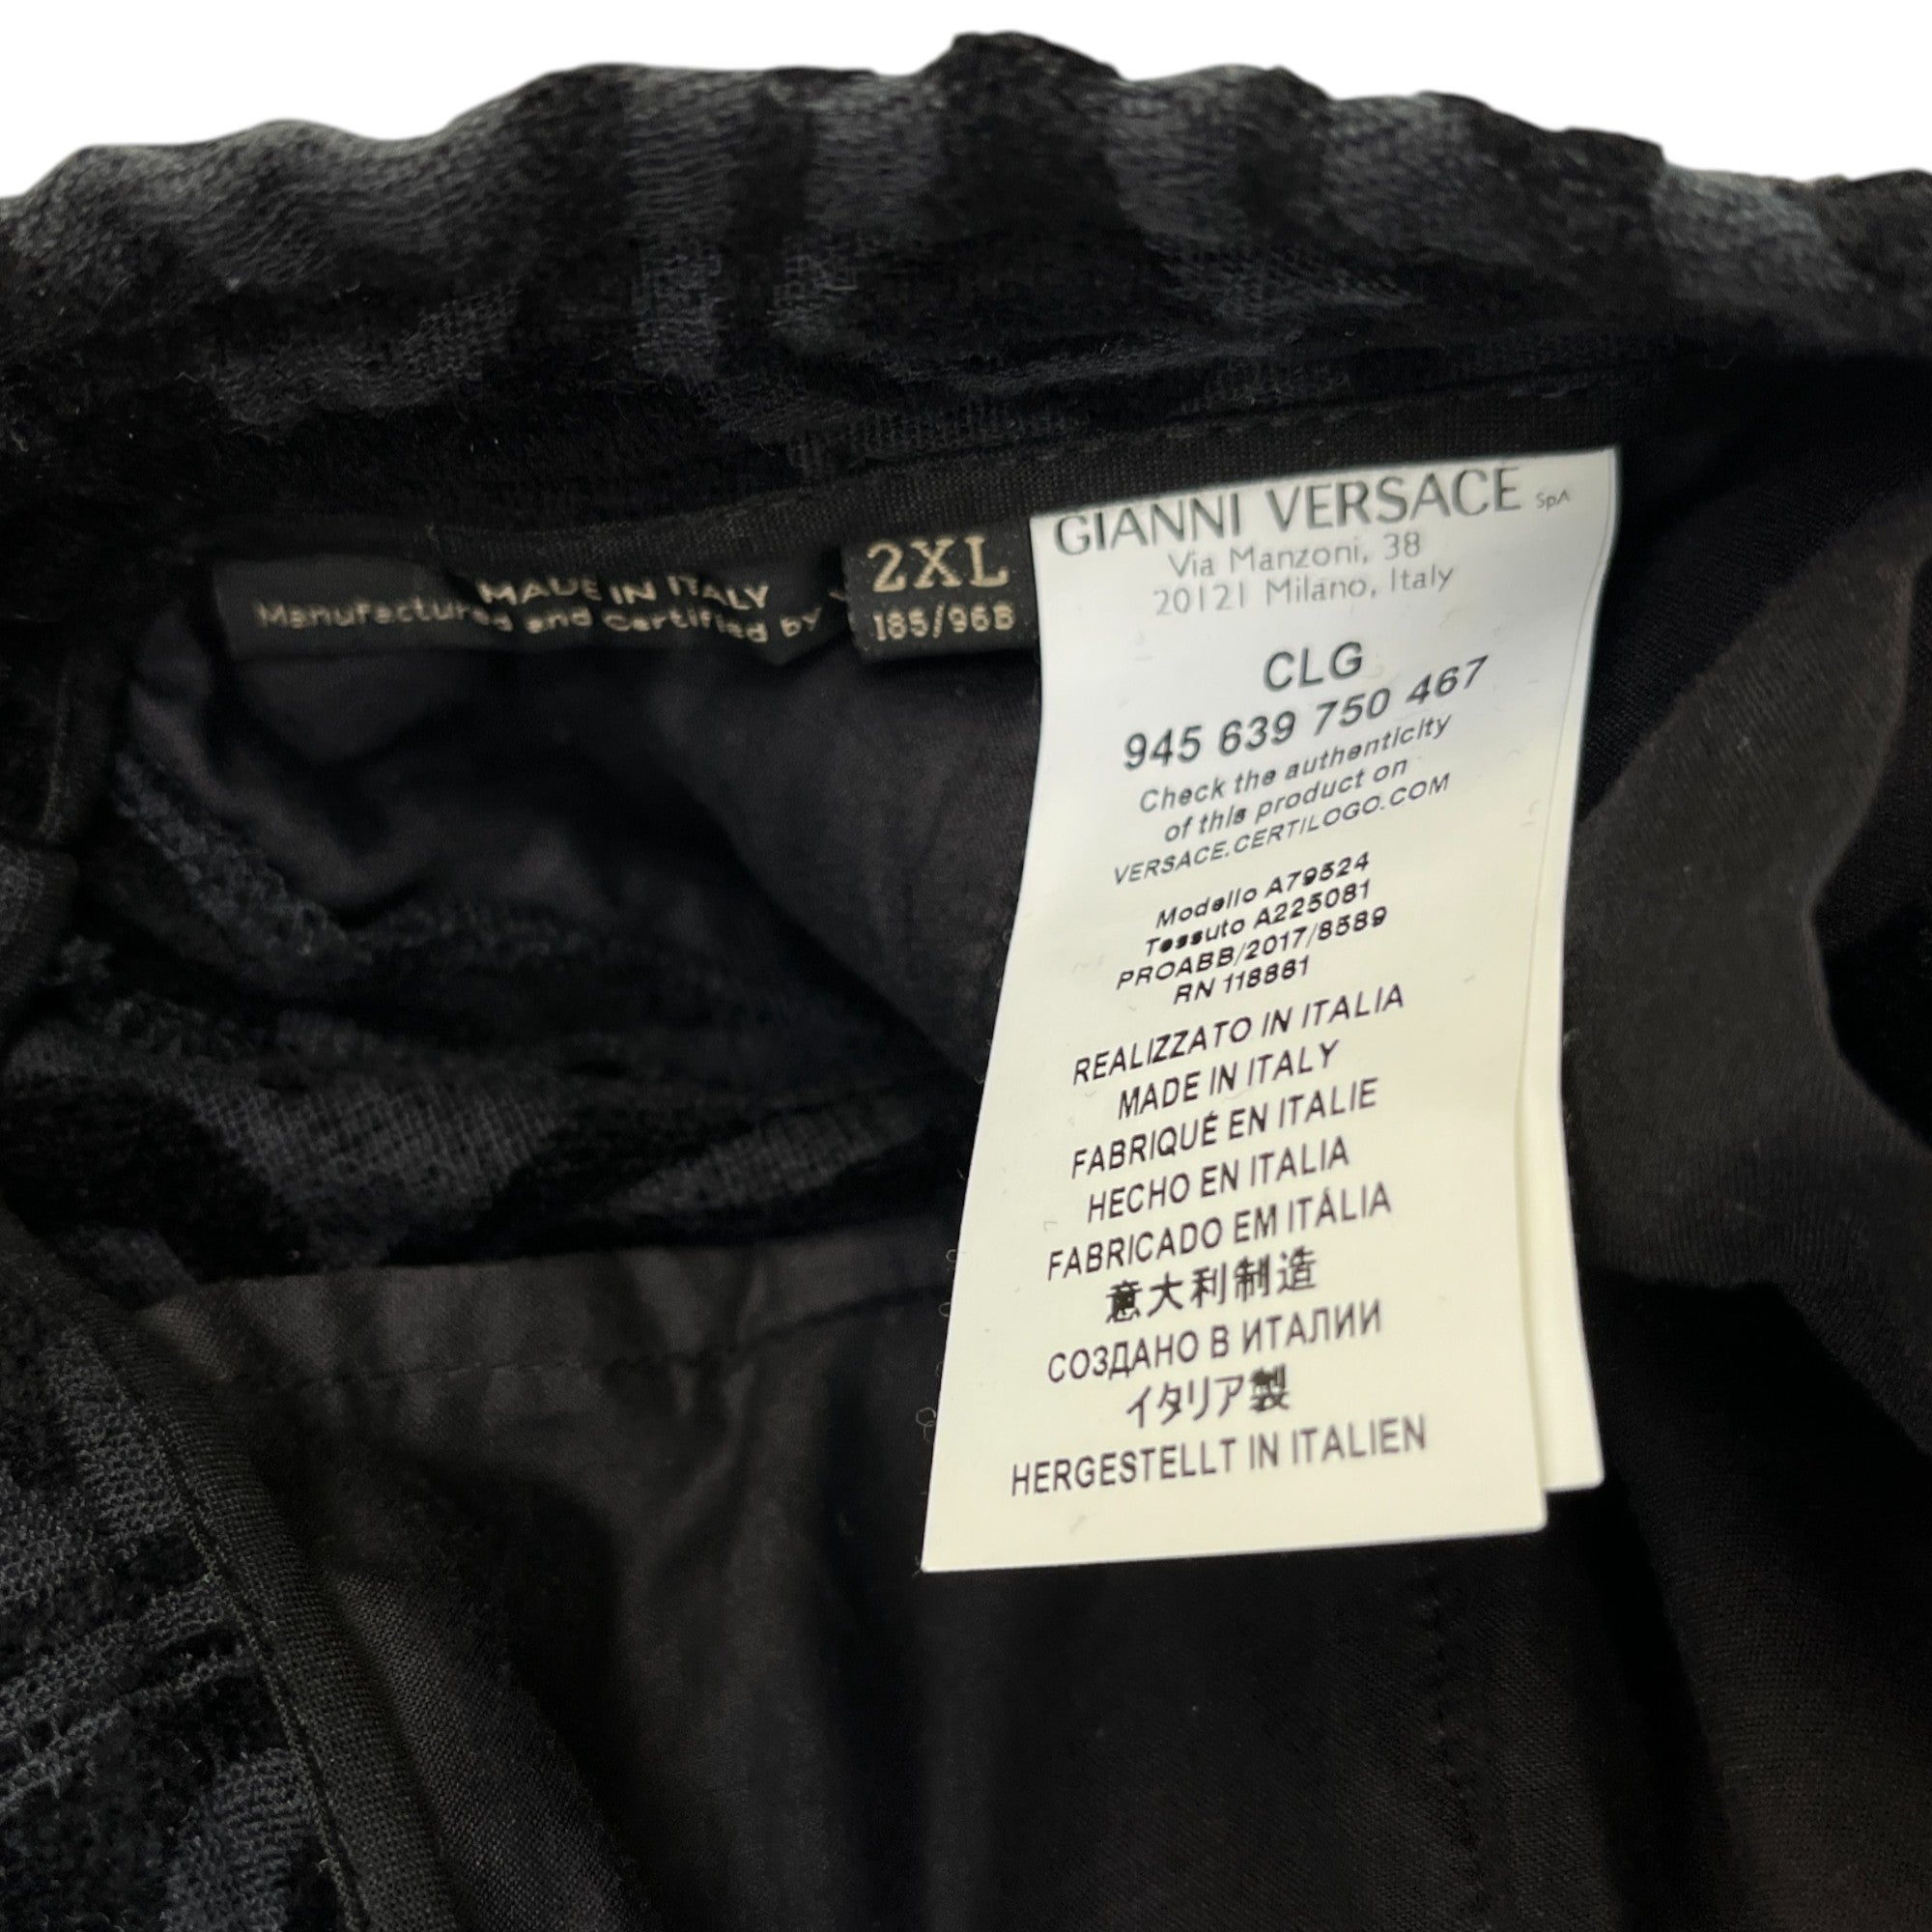 MADE IN ITALY
Manufactured and Certified by
2XL
185/96B
GIANNI VERSACE SpA
Via Manzoni, 38
20121 Milano, Italy
CLG
945 639 750 467
Check the authenticity
of this product on
VERSACE.CERTILOGO.COM
Modello A79524
Tessuto A225081
PROABB/2017/8589
RN 118881
REALIZZATO IN ITALIA
MADE IN ITALY
FABRIQUÉ EN ITALIE
HECHO EN ITALIA
FABRICADO EM ITÁLIA
意大利制造
СОЗДАНО В ИТАЛИИ
イタリア製
HERGESTELLT IN ITALIEN